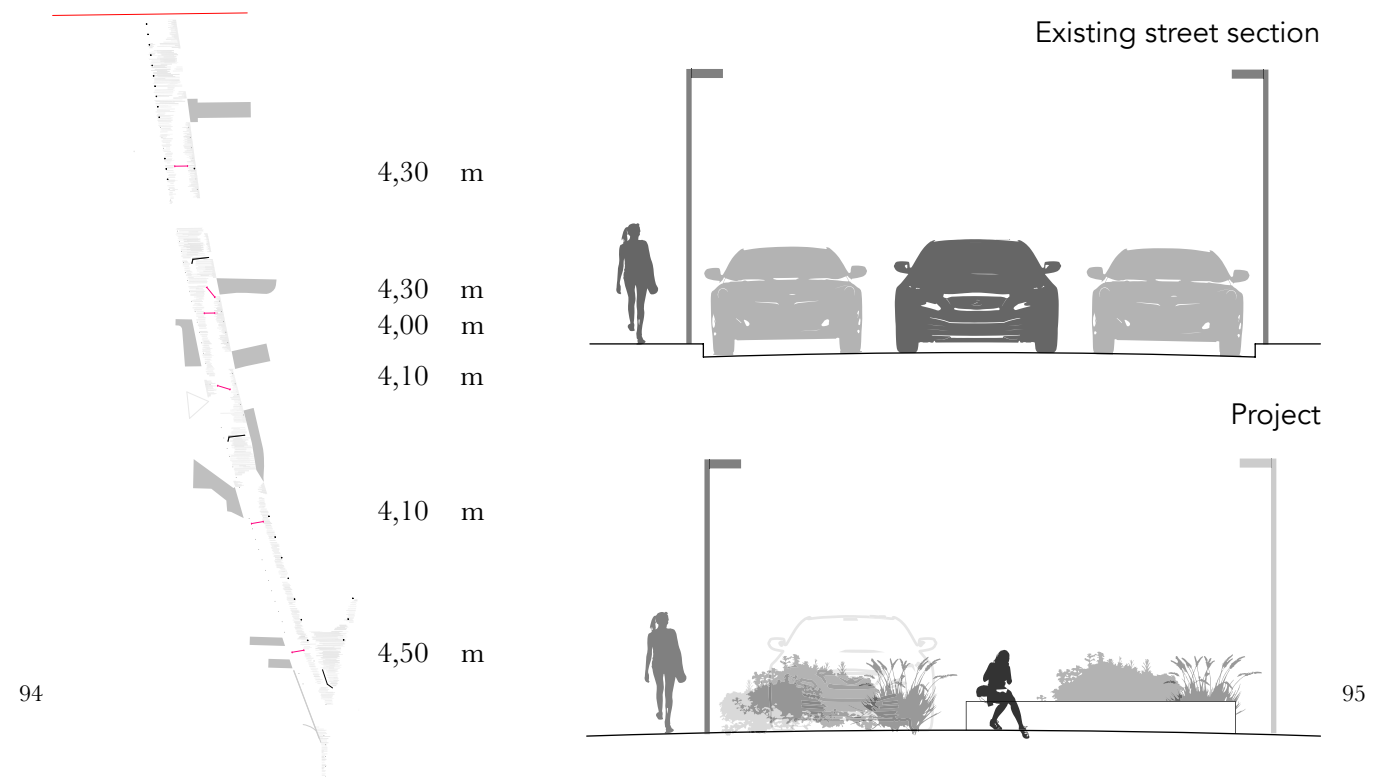 4,30 m
4,30 m
4,00 m
4,10 m
4,10 m
4,50 m
94
Existing street section
Project
95